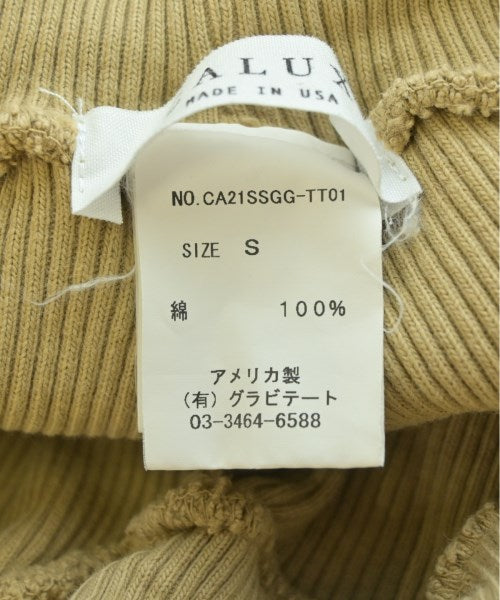 MADE IN USA
NO.CA21SSGG-TT01
SIZE S
綿 100%
アメリカ製
(有) グラビテート
03-3464-6588